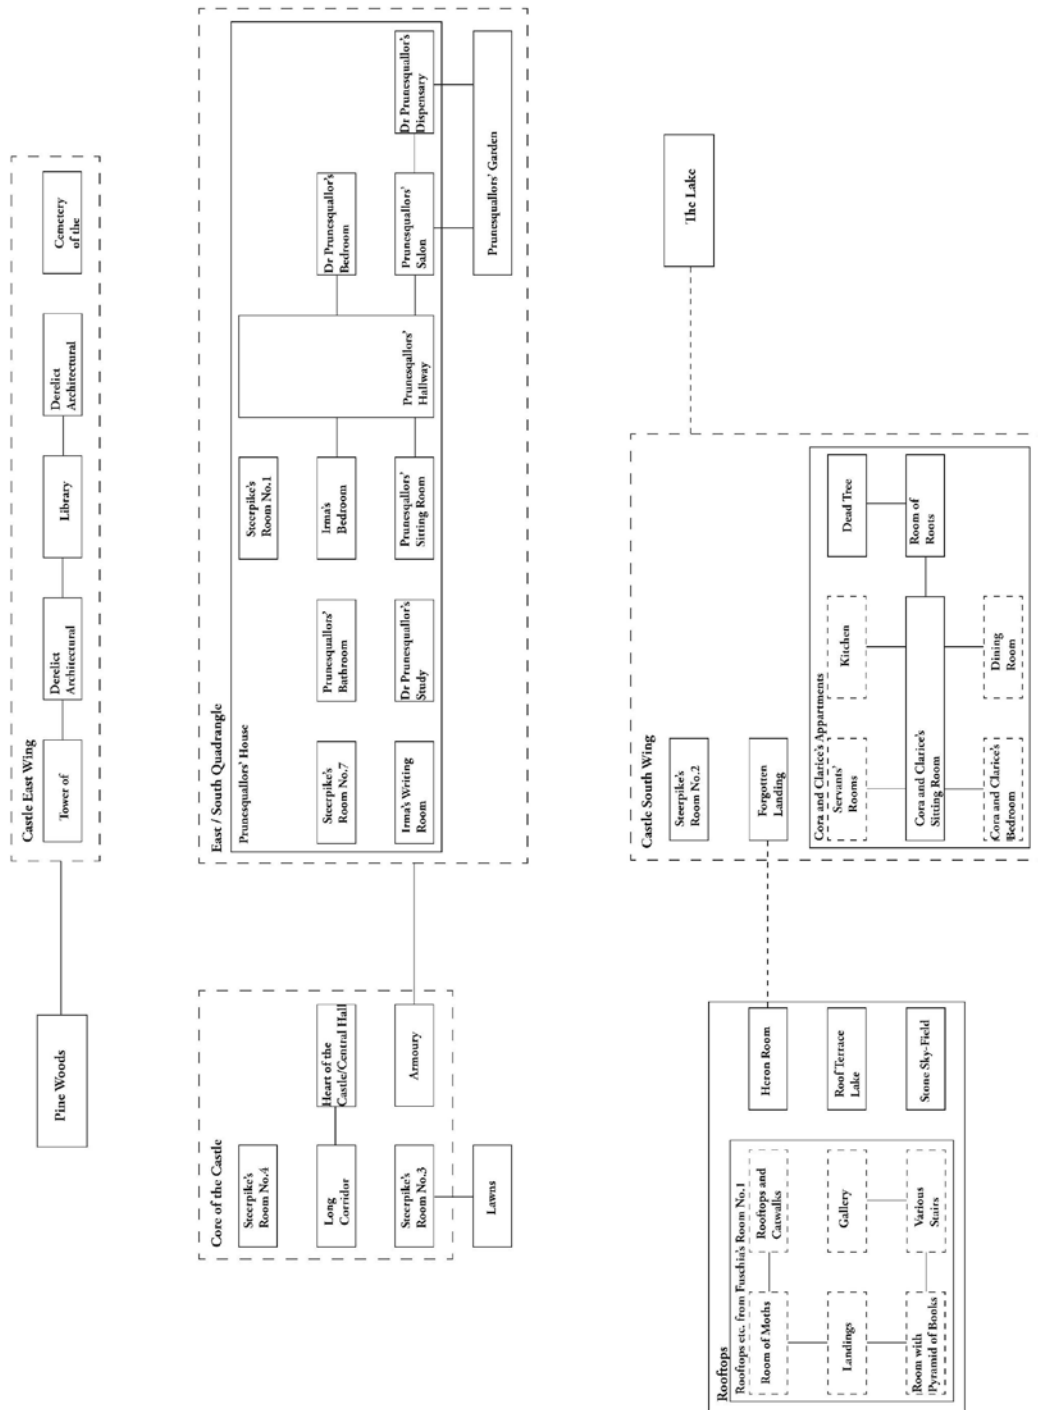 Castle East Wing
Tower of
Derelict
Architectural
Library
Derelict
Architectural
Cemetery
of the
Pine Woods
East / South Quadrangle
Prunesquallors' House
Steerpike's
Room No.7
Steerpike's
Room No.1
Prunesquallors'
Bathroom
Irma's
Bedroom
Dr Prunesquallor's
Bedroom
Irma's Writing
Room
Dr Prunesquallor's
Study
Prunesqallors'
Sitting Room
Prunesqallors'
Hallway
Prunesquallors'
Salon
Dr Prunesquallor's
Dispensary
Prunesquallors' Garden
Core of the Castle
Steerpike's
Room No.4
Long
Corridor
Heart of the
Castle/Central Hall
Steerpike's
Room No.3
Armoury
Lawns
Castle South Wing
Steerpike's
Room No.2
Forgotten
Landing
Cora and Clarice's Appartments
Servants'
Rooms
Kitchen
Dead Tree
Cora and Clarice's
Sitting Room
Room of
Roots
Cora and Clarice's
Bedroom
Dining
Room
The Lake
Rooftops
Rooftops etc. from Fuschia's Room No.1
Room of Moths
Rooftops and
Catwalks
Heron Room
Landings
Gallery
Roof Terrace
Lake
Room with
Pyramid of Books
Various
Stairs
Stone Sky-Field